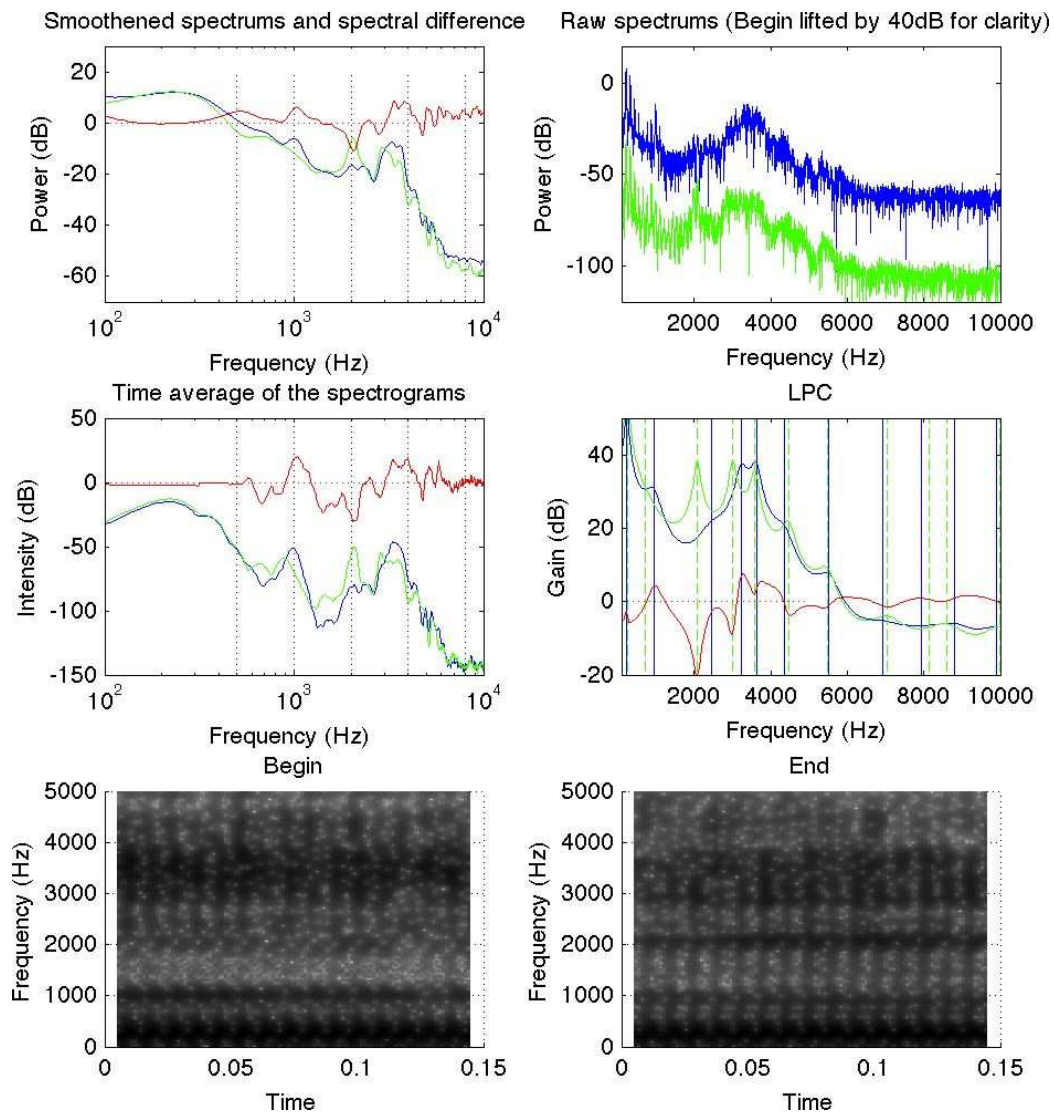 Smoothened spectrums and spectral difference
20
0
-20
-40
-60
Power (dB)
10^2
10^3
10^4
Frequency (Hz)
Raw spectrums (Begin lifted by 40dB for clarity)
0
-50
-100
Power (dB)
2000 4000 6000 8000 10000
Frequency (Hz)
Time average of the spectrograms
50
0
-50
-100
-150
Intensity (dB)
10^2
10^3
10^4
Frequency (Hz)
LPC
40
20
0
-20
Gain (dB)
2000 4000 6000 8000 10000
Frequency (Hz)
Begin
5000
4000
3000
2000
1000
0
Frequency (Hz)
0 0.05 0.1 0.15
Time
End
5000
4000
3000
2000
1000
0
Frequency (Hz)
0 0.05 0.1 0.15
Time